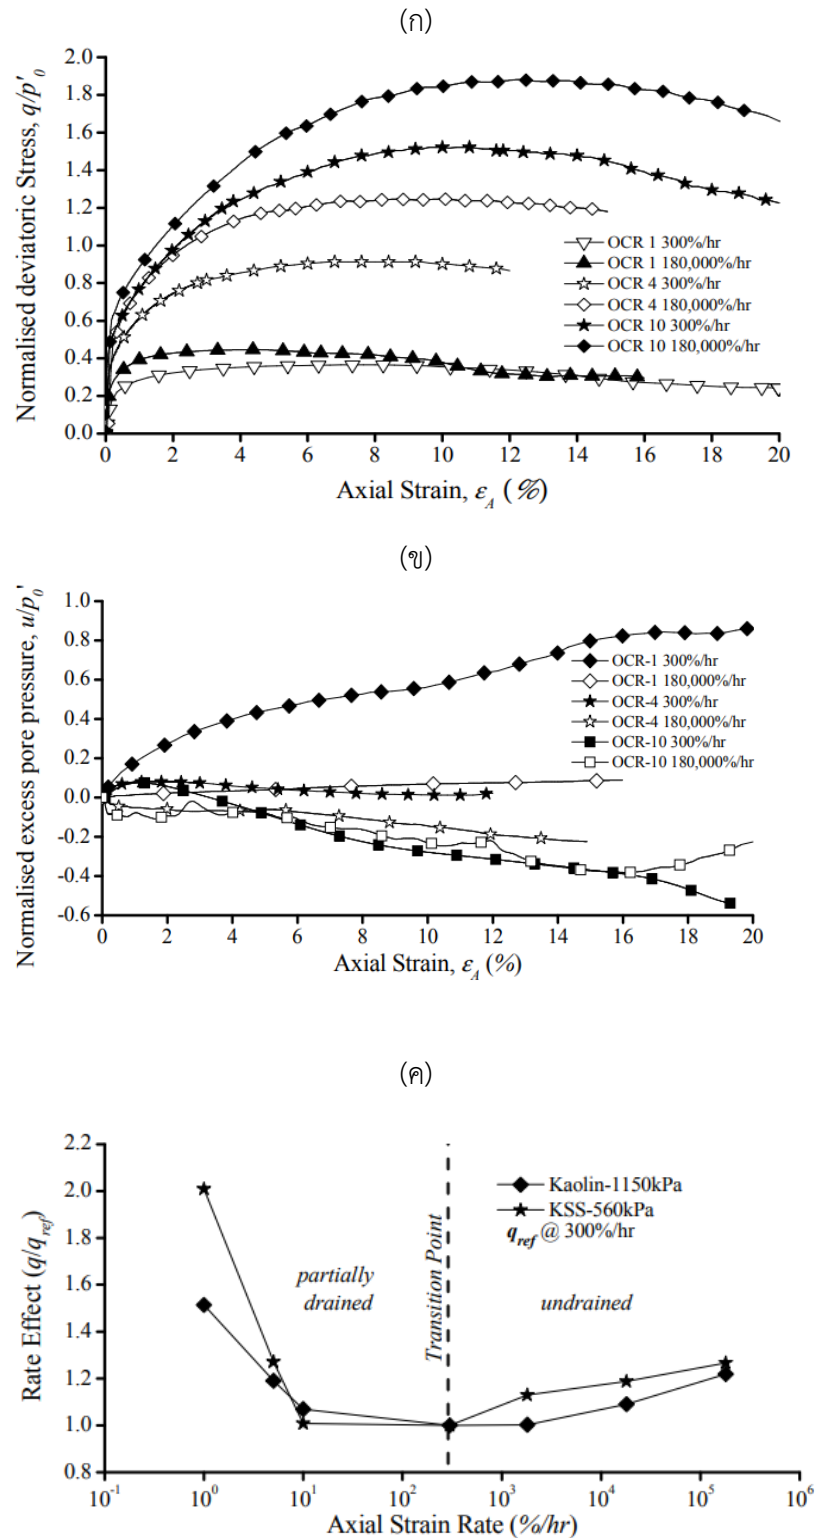 (ก)
Normalised deviatoric Stress, q/p'0
2.0
1.8
1.6
1.4
1.2
1.0
0.8
0.6
0.4
0.2
0.0
OCR 1 300%/hr
OCR 1 180,000%/hr
OCR 4 300%/hr
OCR 4 180,000%/hr
OCR 10 300%/hr
OCR 10 180,000%/hr
0 2 4 6 8 10 12 14 16 18 20
Axial Strain, εA (%)
(ข)
Normalised excess pore pressure, u/p0'
1.0
0.8
0.6
0.4
0.2
0.0
-0.2
-0.4
-0.6
OCR-1 300%/hr
OCR-1 180,000%/hr
OCR-4 300%/hr
OCR-4 180,000%/hr
OCR-10 300%/hr
OCR-10 180,000%/hr
0 2 4 6 8 10 12 14 16 18 20
Axial Strain, εA (%)
(ค)
Rate Effect (q/qref)
2.2
2.0
1.8
1.6
1.4
1.2
1.0
0.8
Kaolin-1150kPa
KSS-560kPa
qref @ 300%/hr
partially
drained
Transition Point
undrained
10-1 100 101 102 103 104 105 106
Axial Strain Rate (%/hr)